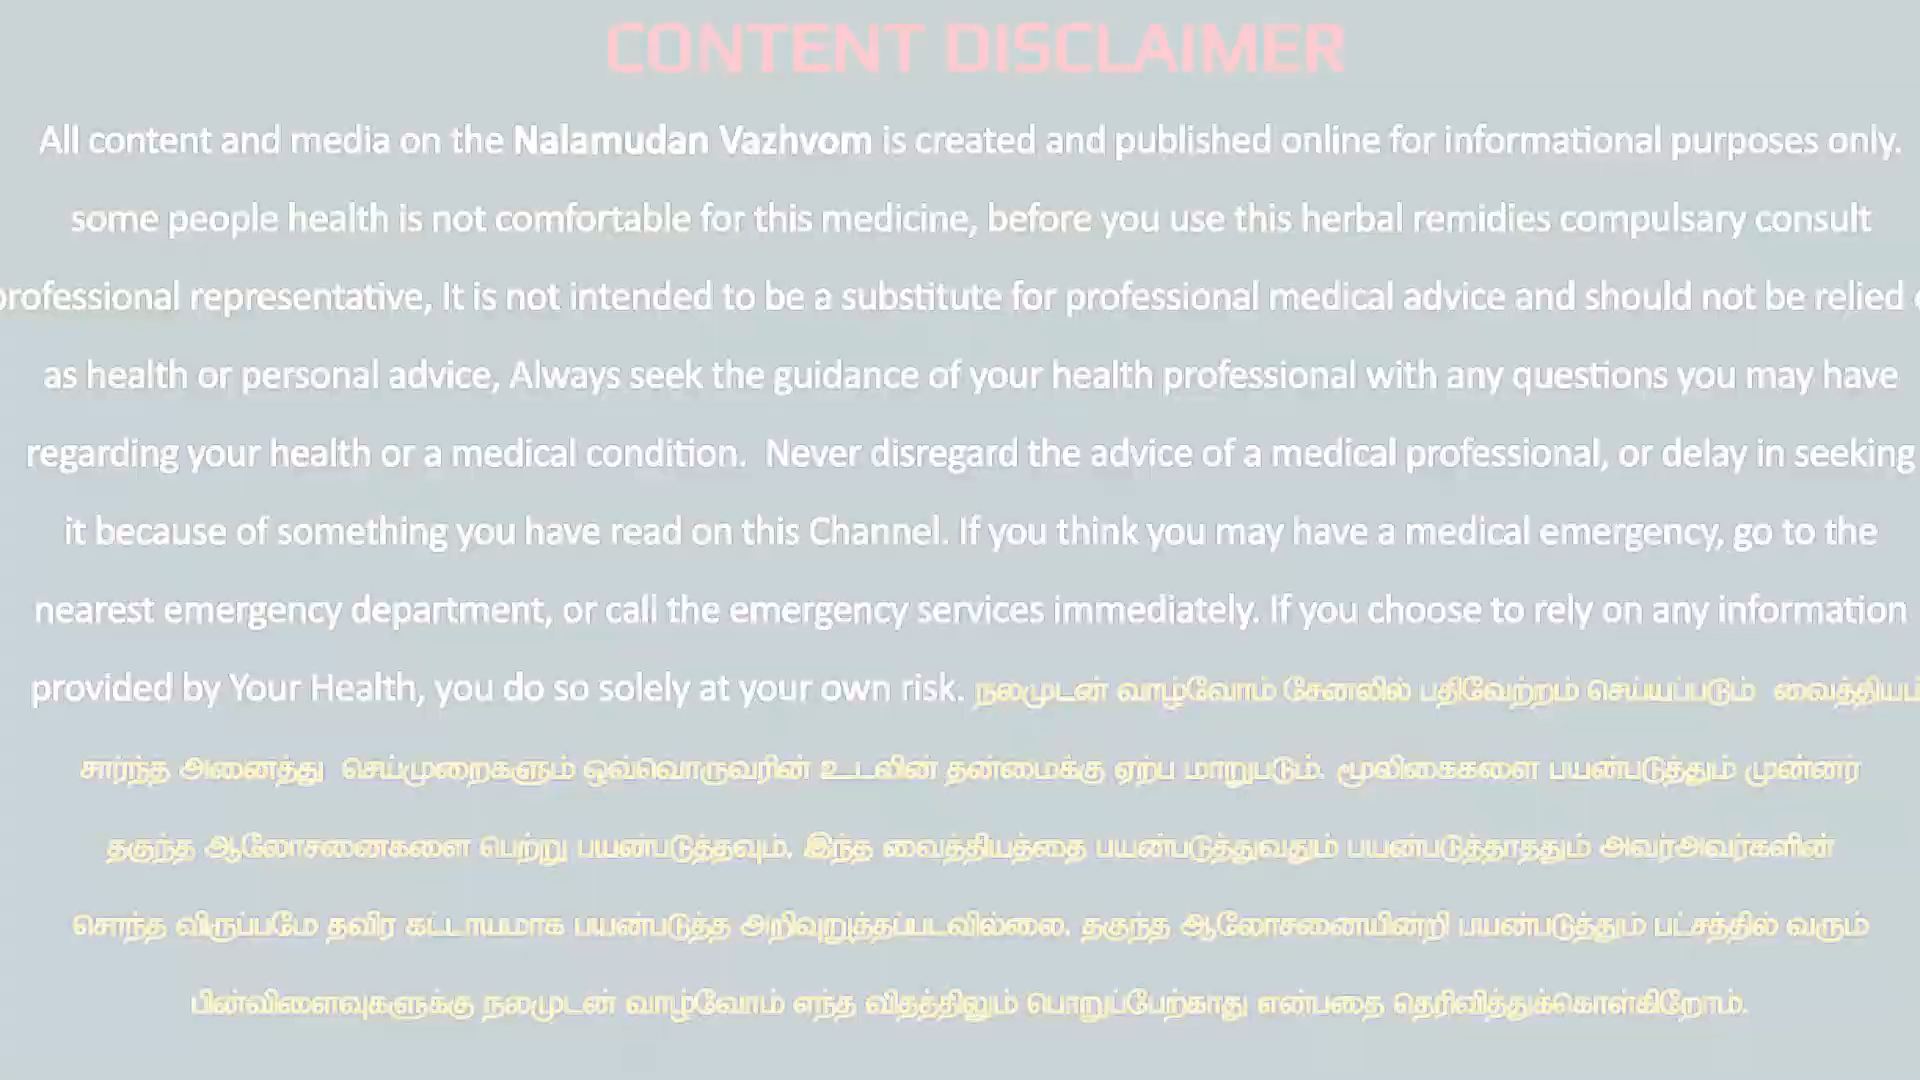 CONTENT DISCLAIMER
All content and media on the Nalamudan Vazhvom is created and published online for informational purposes only.
some people health is not comfortable for this medicine, before you use this herbal remidies compulsary consult
professional representative, It is not intended to be a substitute for professional medical advice and should not be relied
as health or personal advice, Always seek the guidance of your health professional with any questions you may have
regarding your health or a medical condition. Never disregard the advice of a medical professional, or delay in seeking
it because of something you have read on this Channel. If you think you may have a medical emergency, go to the
nearest emergency department, or call the emergency services immediately. If you choose to rely on any information
provided by Your Health, you do so solely at your own risk. நலமுடன் வாழ்வோம் சேனலில் பதிவேற்றம் செய்யப்படும் வைத்தியம்
சார்ந்த அனைத்து செய்முறைகளும் ஒவ்வொருவரின் உடலின் தன்மைக்கு ஏற்ப மாறுபடும். மூலிகைகளை பயன்படுத்தும் முன்னர்
தகுந்த ஆலோசனைகளை பெற்று பயன்படுத்தவும். இந்த வைத்தியத்தை பயன்படுத்துவதும் பயன்படுத்தாததும் அவர்அவர்களின்
சொந்த விருப்பமே தவிர கட்டாயமாக பயன்படுத்த அறிவுறுத்தப்படவில்லை. தகுந்த ஆலோசனையின்றி பயன்படுத்தும் பட்சத்தில் வரும்
பின்விளைவுகளுக்கு நலமுடன் வாழ்வோம் எந்த விதத்திலும் பொறுப்பேற்காது என்பதை தெரிவித்துக்கொள்கிறோம்.